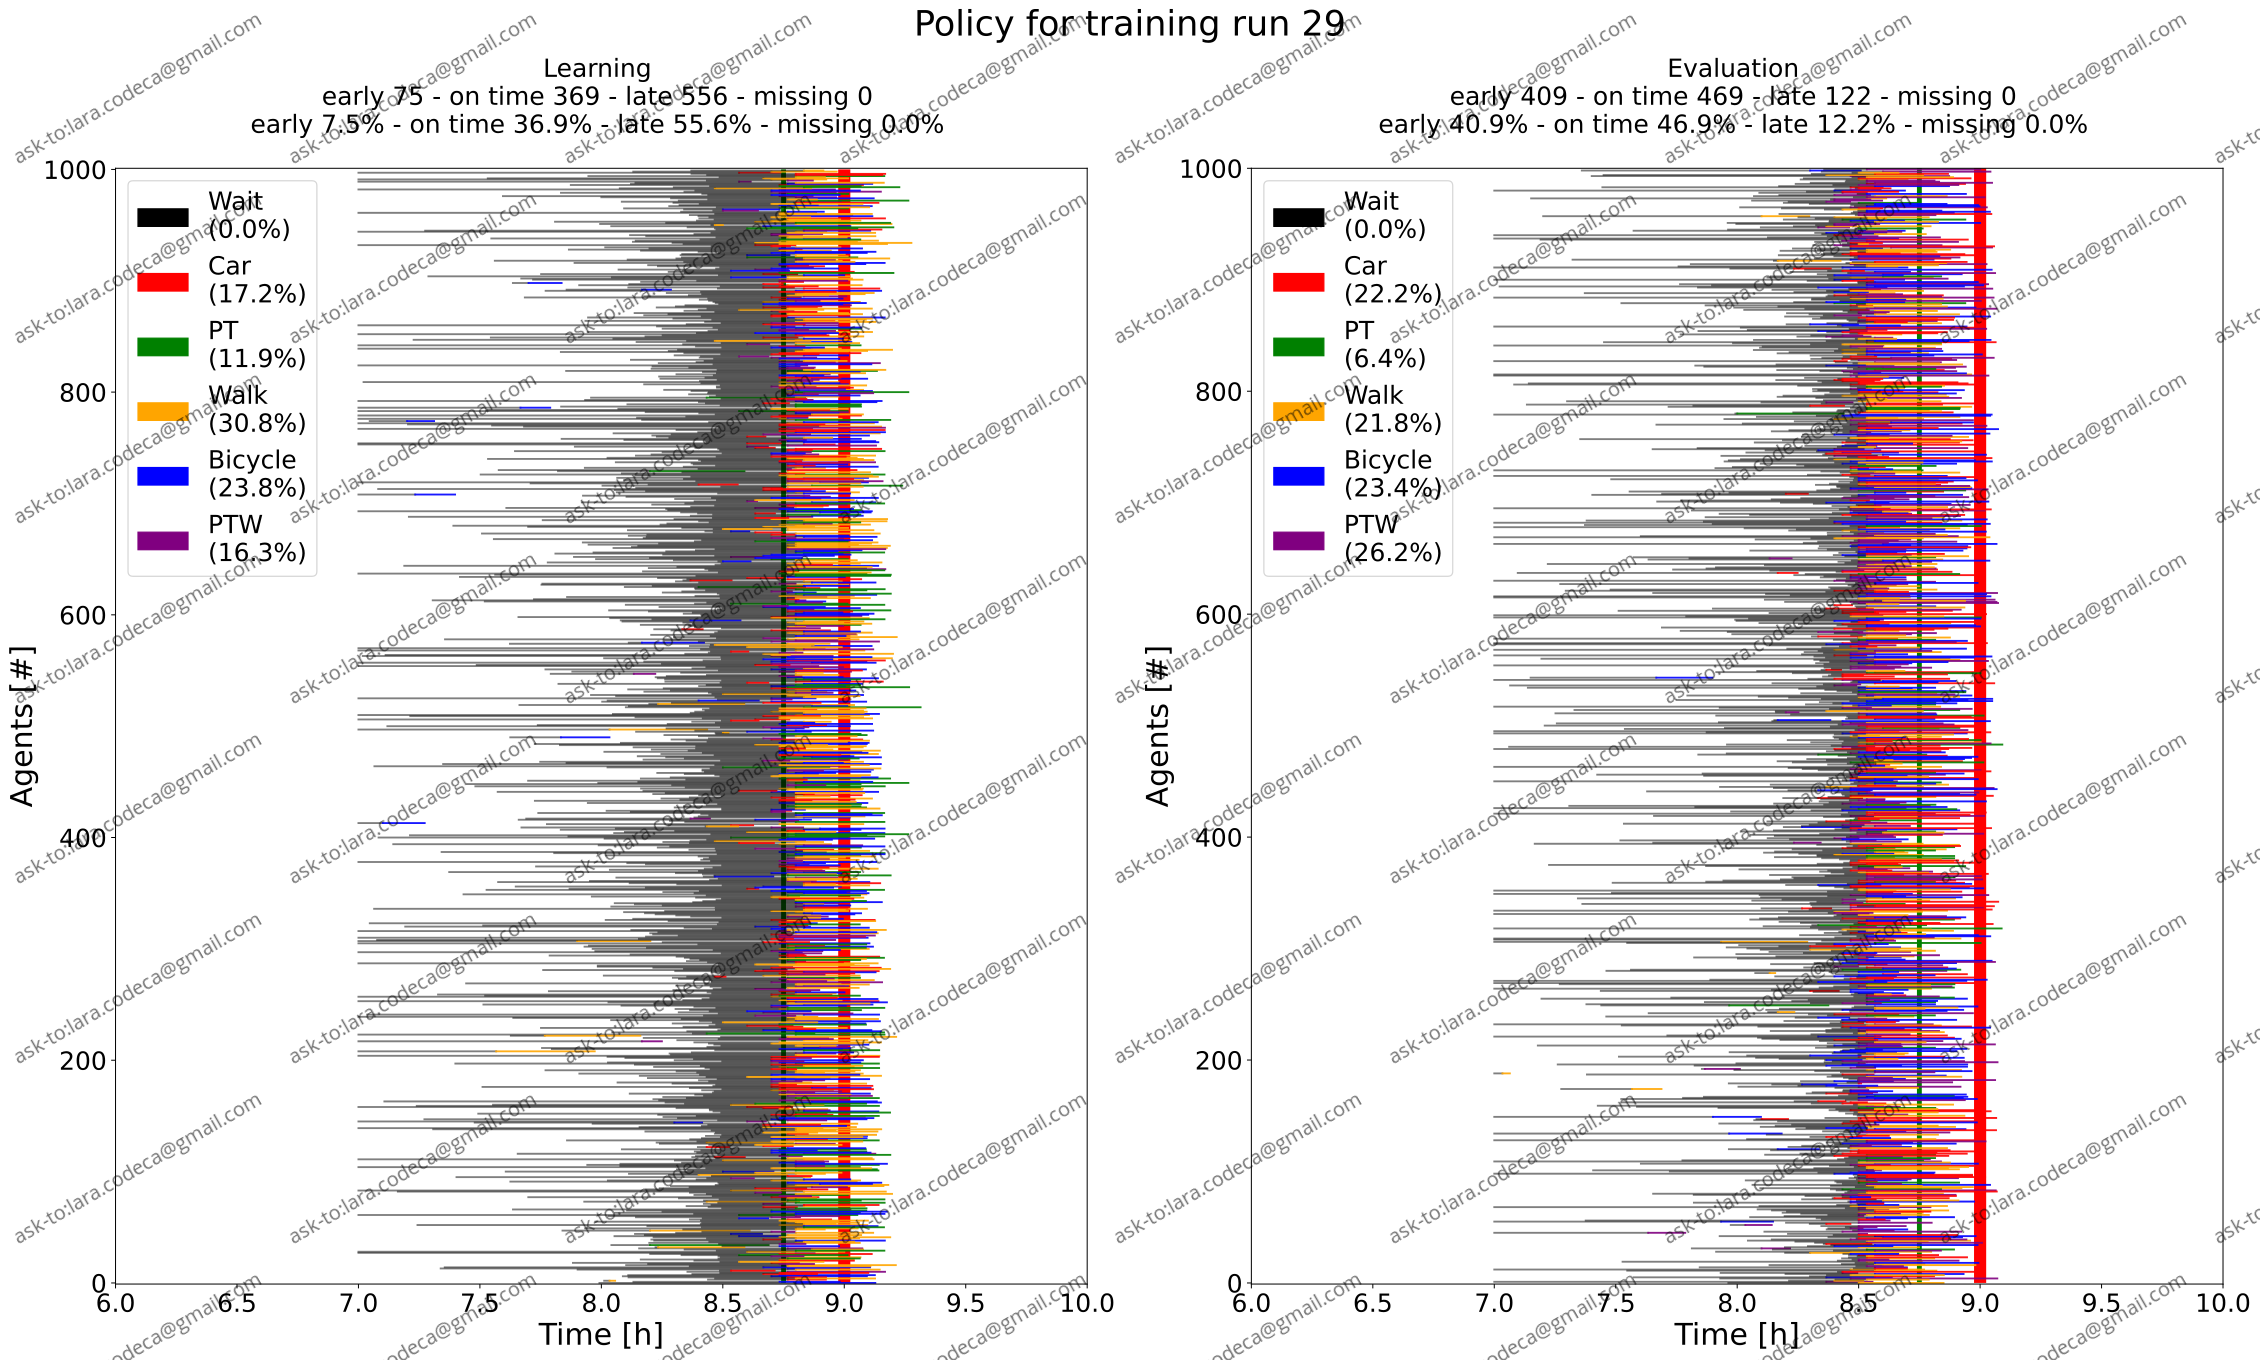 Policy for training run 29
Learning
early 75 - on time 369 - late 556 - missing 0
early 7.5% - on time 36.9% - late 55.6% - missing 0.0%
1000
800
600
400
200
0
Agents [#]
Wait
(0.0%)
Car
(17.2%)
PT
(11.9%)
Walk
(30.8%)
Bicycle
(23.8%)
PTW
(16.3%)
6.0 6.5 7.0 7.5 8.0 8.5 9.0 9.5 10.0
Time [h]
Evaluation
early 409 - on time 469 - late 122 - missing 0
early 40.9% - on time 46.9% - late 12.2% - missing 0.0%
1000
800
600
400
200
0
Agents [#]
Wait
(0.0%)
Car
(22.2%)
PT
(6.4%)
Walk
(21.8%)
Bicycle
(23.4%)
PTW
(26.2%)
6.0 6.5 7.0 7.5 8.0 8.5 9.0 9.5 10.0
Time [h]
ask-to:lara.codeca@gmail.com